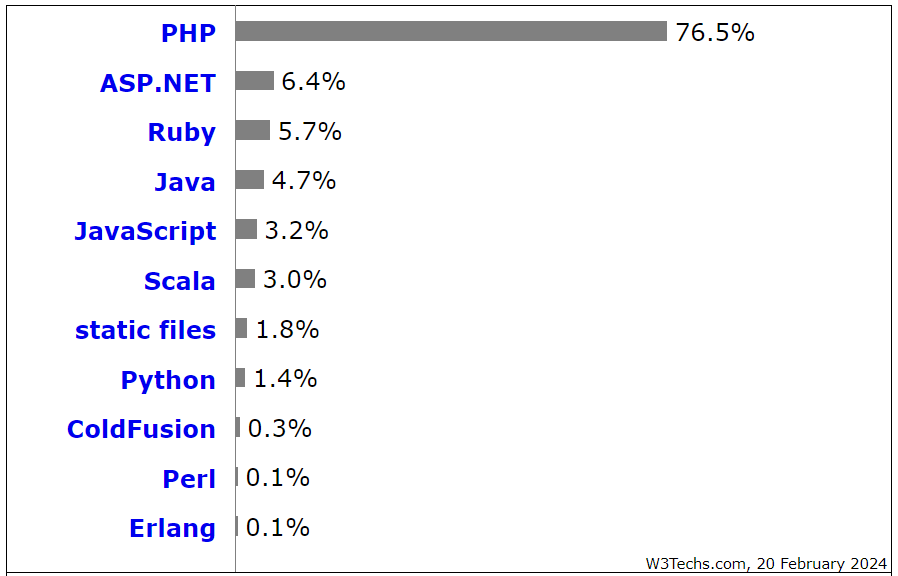 PHP 76.5%
ASP.NET 6.4%
Ruby 5.7%
Java 4.7%
JavaScript 3.2%
Scala 3.0%
static files 1.8%
Python 1.4%
ColdFusion 0.3%
Perl 0.1%
Erlang 0.1%
W3Techs.com, 20 February 2024